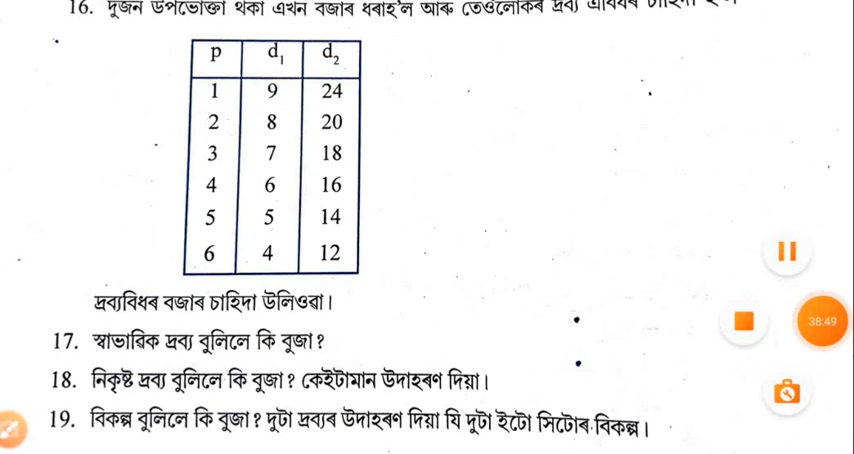 16. দুজন উপভোক্তা থকা এখন বজাৰ ধৰাহ'ল আৰু তেওঁলোকৰ দ্ৰব্য
p d₁ d₂
1 9 24
2 8 20
3 7 18
4 6 16
5 5 14
6 4 12
দ্ৰব্যবিধৰ বজাৰ চাহিদা উলিওৱা।
17. স্বাভাৱিক দ্ৰব্য বুলিলে কি বুজা?
18. নিকৃষ্ট দ্ৰব্য বুলিলে কি বুজা? কেইটামান উদাহৰণ দিয়া।
19. বিকল্প বুলিলে কি বুজা? দুটা দ্ৰব্যৰ উদাহৰণ দিয়া যি দুটা ইটো সিটোৰ বিকল্প।
38:49